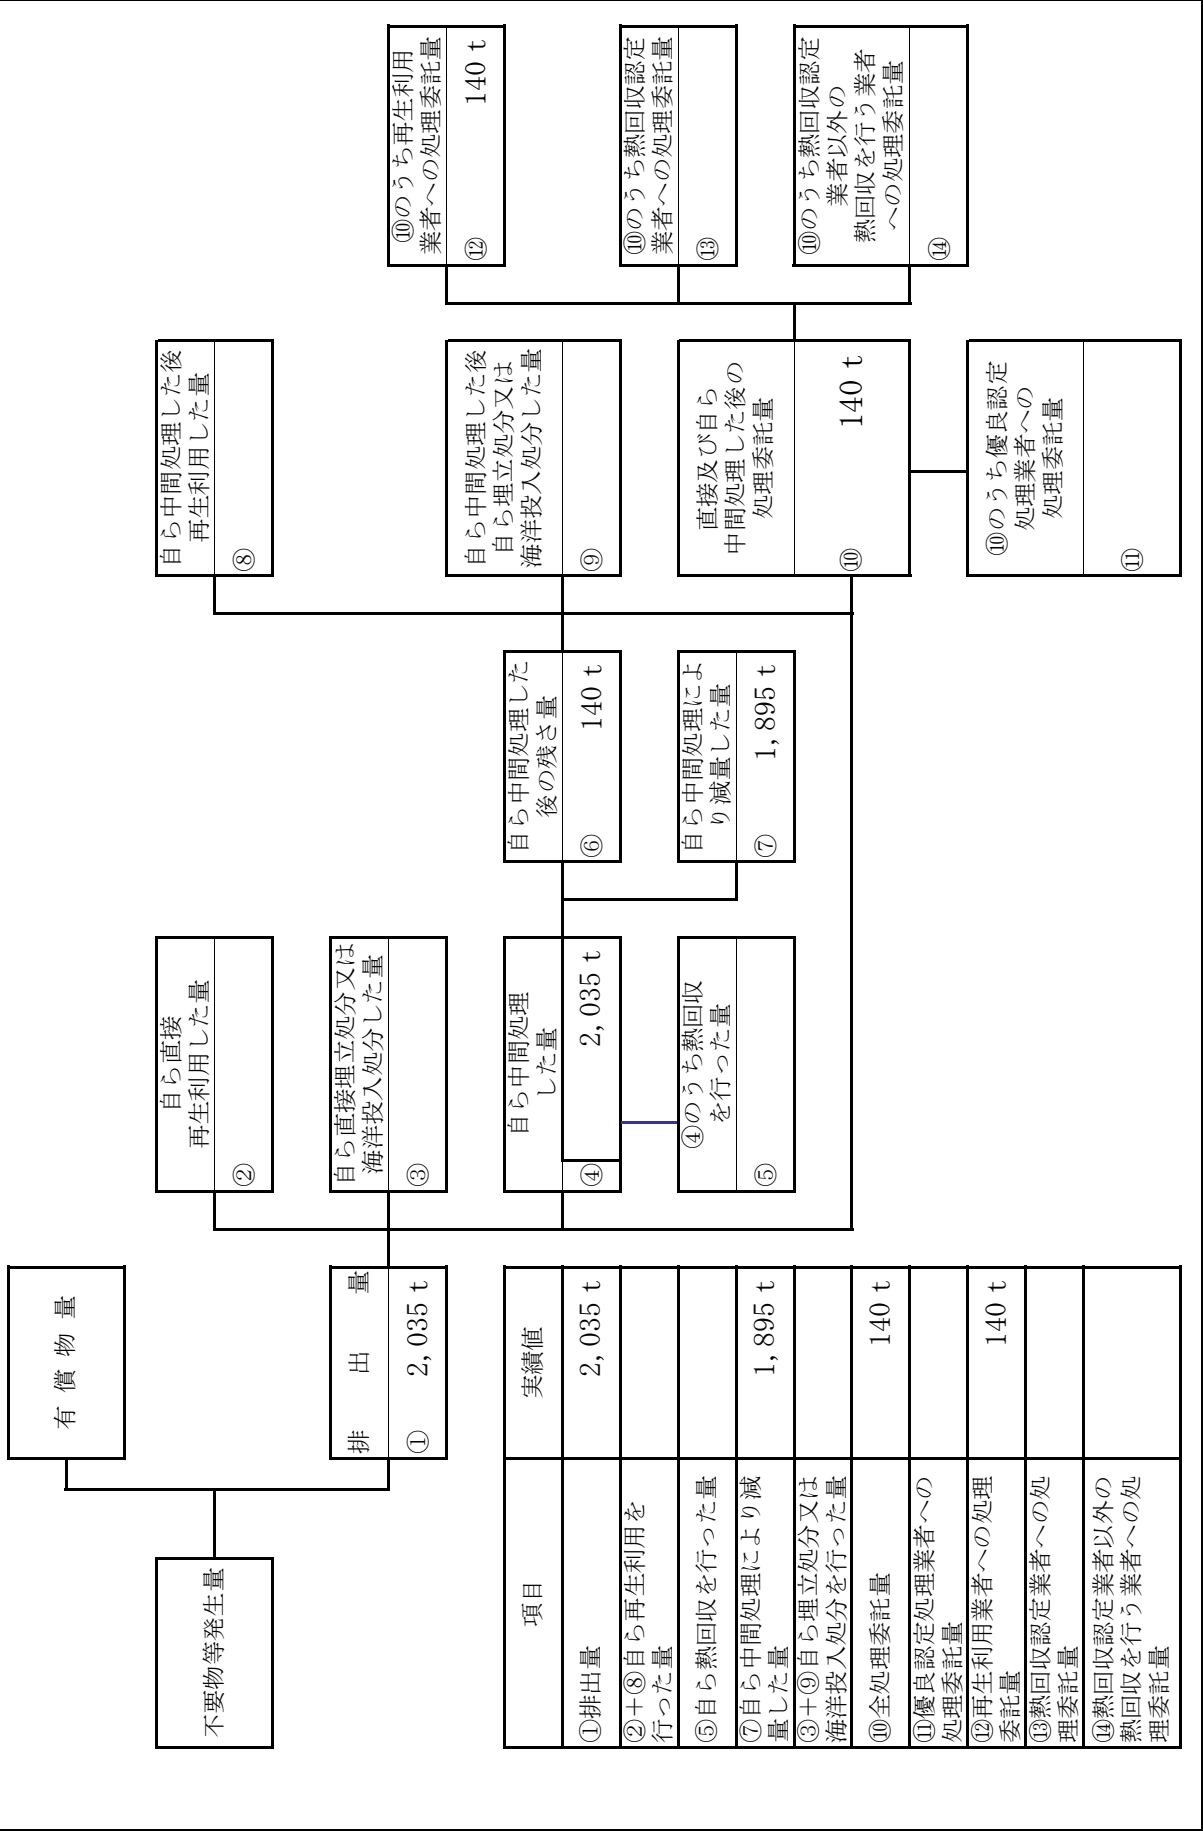 有償物量
不要物等発生量
排出量
① 2,035 t
自ら直接
再生利用した量
②
自ら直接埋立処分又は
海洋投入処分した量
③
自ら中間処理
した量
④ 2,035 t
④のうち熱回収
を行った量
⑤
自ら中間処理した
後の残さ量
⑥ 140 t
自ら中間処理によ
り減量した量
⑦ 1,895 t
自ら中間処理した後
再生利用した量
⑧
自ら中間処理した後
自ら埋立処分又は
海洋投入処分した量
⑨
直接及び自ら
中間処理した後の
処理委託量
⑩ 140 t
⑩のうち優良認定
処理業者への
処理委託量
⑪
⑩のうち再生利用
業者への処理委託量
⑫ 140 t
⑩のうち熱回収認定
業者への処理委託量
⑬
⑩のうち熱回収認定
業者以外の
熱回収を行う業者
への処理委託量
⑭
項目 実績値
①排出量 2,035 t
②+⑧自ら再生利用を
行った量
⑤自ら熱回収を行った量
⑦自ら中間処理により減
量した量 1,895 t
③+⑨自ら埋立処分又は
海洋投入処分を行った量
⑩全処理委託量 140 t
⑪優良認定処理業者への
処理委託量
⑫再生利用業者への処理
委託量 140 t
⑬熱回収認定業者への処
理委託量
⑭熱回収認定業者以外の
熱回収を行う業者への処
理委託量